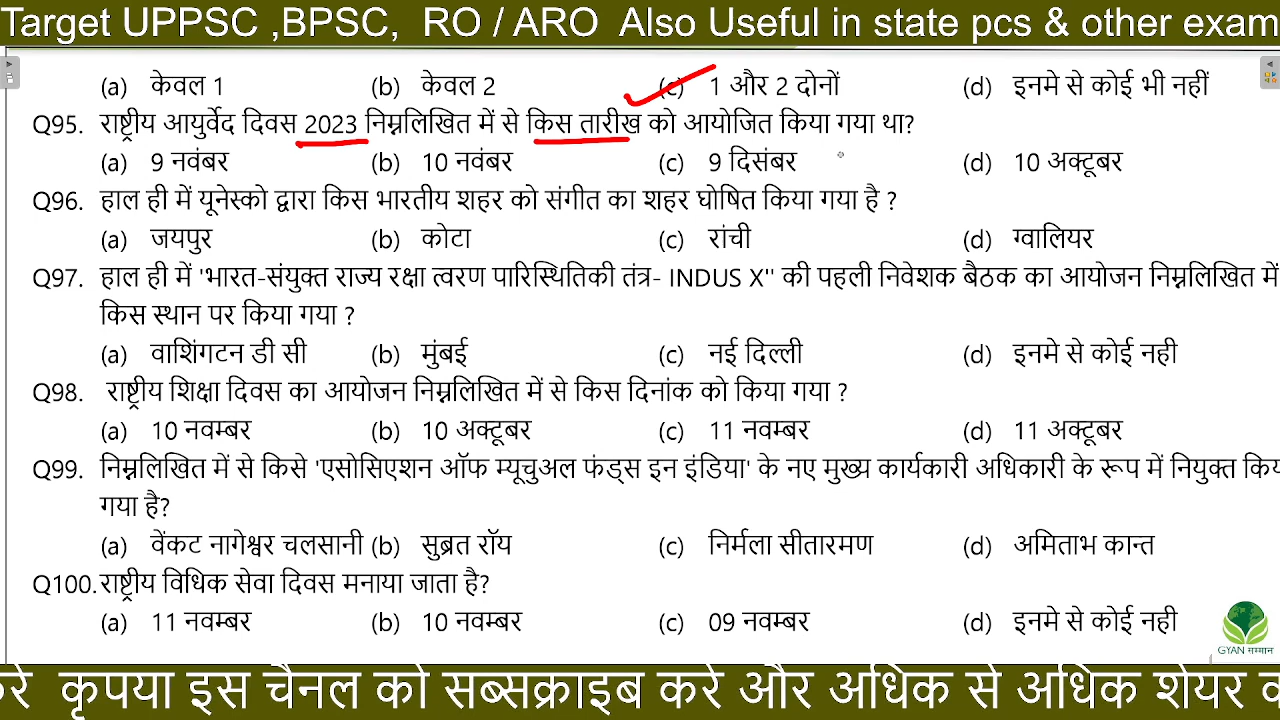 Target UPPSC ,BPSC, RO / ARO Also Useful in state pcs & other exam
(a) केवल 1 (b) केवल 2 (c) 1 और 2 दोनों (d) इनमे से कोई भी नहीं
Q95. राष्ट्रीय आयुर्वेद दिवस 2023 निम्नलिखित में से किस तारीख को आयोजित किया गया था?
(a) 9 नवंबर (b) 10 नवंबर (c) 9 दिसंबर (d) 10 अक्टूबर
Q96. हाल ही में यूनेस्को द्वारा किस भारतीय शहर को संगीत का शहर घोषित किया गया है ?
(a) जयपुर (b) कोटा (c) रांची (d) ग्वालियर
Q97. हाल ही में 'भारत-संयुक्त राज्य रक्षा त्वरण पारिस्थितिकी तंत्र- INDUS X" की पहली निवेशक बैठक का आयोजन निम्नलिखित में
किस स्थान पर किया गया ?
(a) वाशिंगटन डी सी (b) मुंबई (c) नई दिल्ली (d) इनमे से कोई नही
Q98. राष्ट्रीय शिक्षा दिवस का आयोजन निम्नलिखित में से किस दिनांक को किया गया ?
(a) 10 नवम्बर (b) 10 अक्टूबर (c) 11 नवम्बर (d) 11 अक्टूबर
Q99. निम्नलिखित में से किसे 'एसोसिएशन ऑफ म्यूचुअल फंड्स इन इंडिया' के नए मुख्य कार्यकारी अधिकारी के रूप में नियुक्त किय
गया है?
(a) वेंकट नागेश्वर चलसानी (b) सुब्रत रॉय (c) निर्मला सीतारमण (d) अमिताभ कान्त
Q100. राष्ट्रीय विधिक सेवा दिवस मनाया जाता है?
(a) 11 नवम्बर (b) 10 नवम्बर (c) 09 नवम्बर (d) इनमे से कोई नही
GYAN सम्मान
करे कृपया इस चैनल को सब्सक्राइब करे और अधिक से अधिक शेयर क